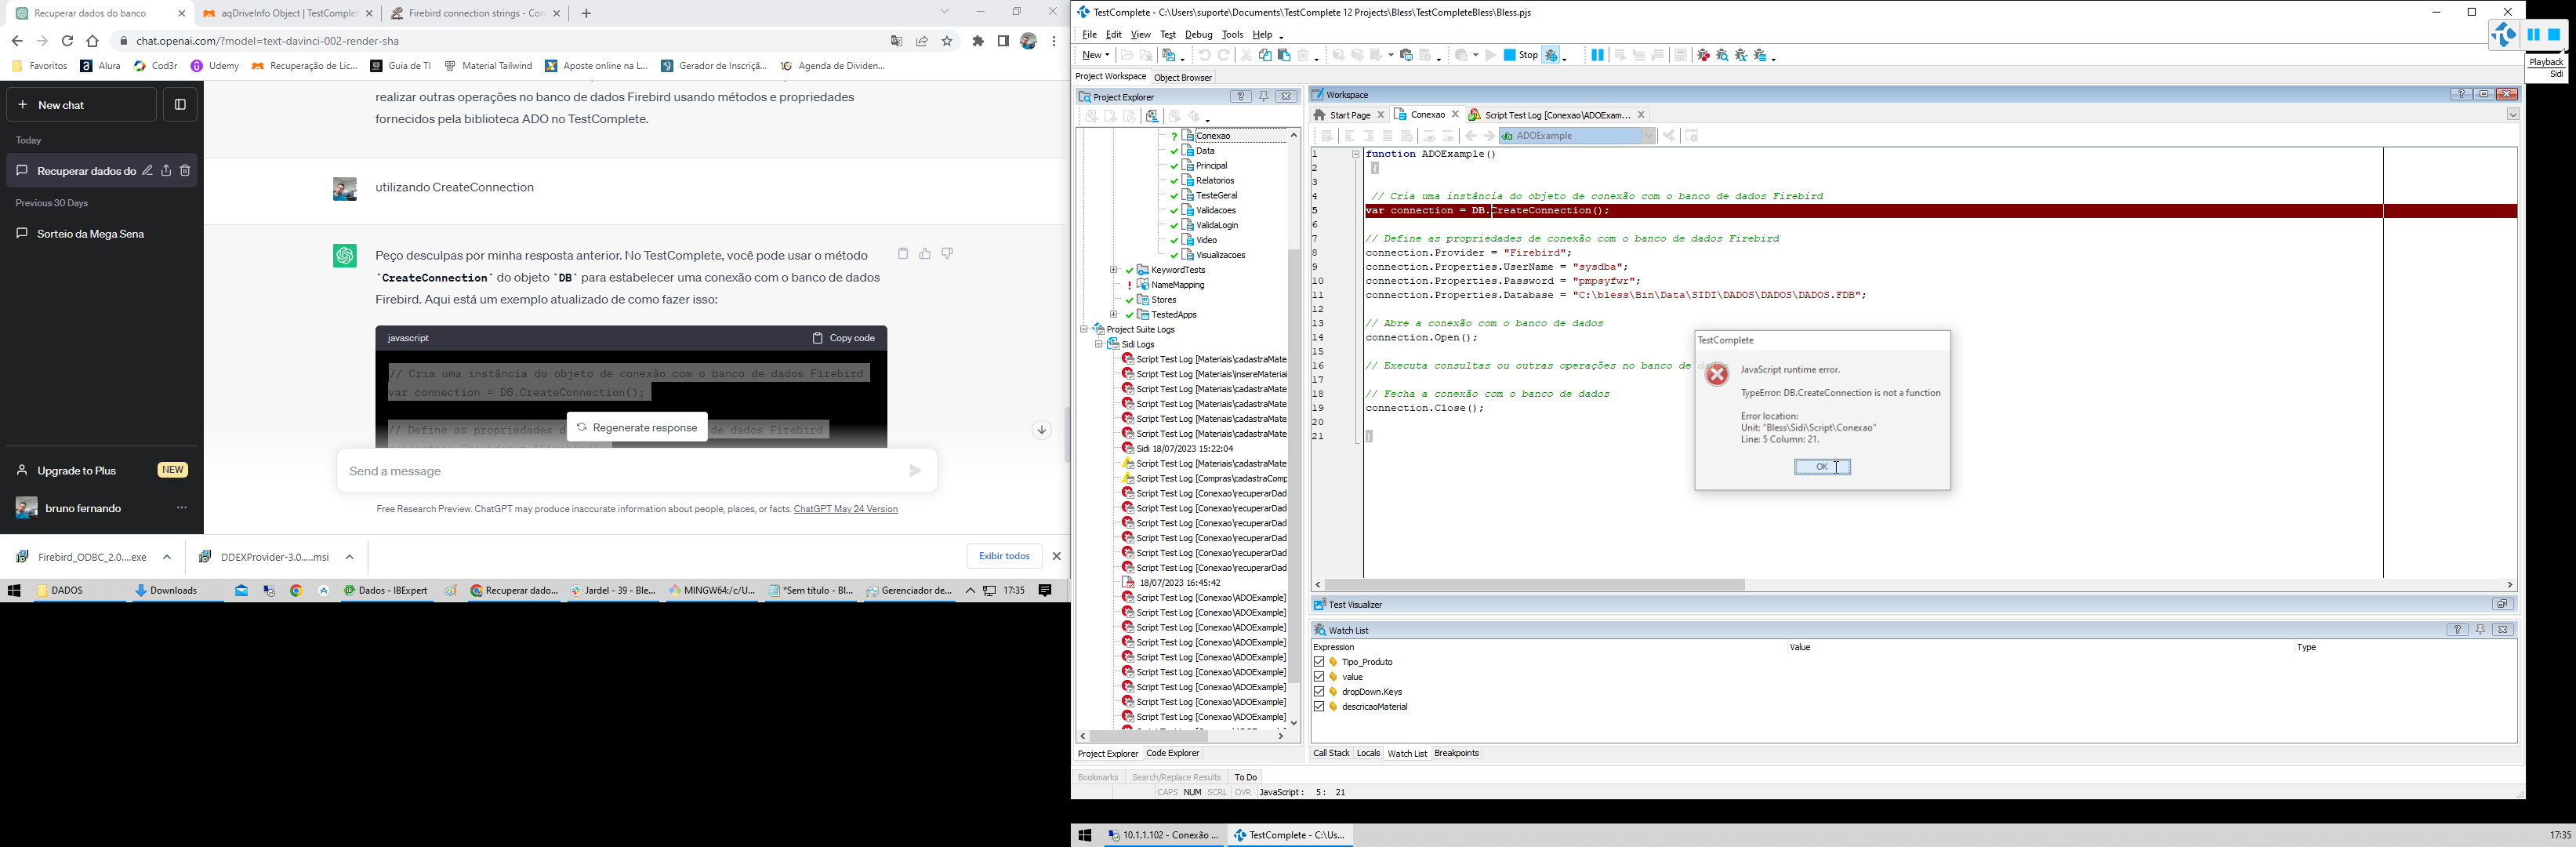 Recuperar dados do banco
aqDriveInfo Object | TestComplet
Firebird connection strings - Con
chat.openai.com/?model=text-davinci-002-render-sha
Favoritos
Alura
Cod3r
Udemy
Recuperação de Lic...
Guia de TI
Material Tailwind
Aposte online na L...
Gerador de Inscriçã...
Agenda de Dividen...
New chat
Today
Recuperar dados do
Previous 30 Days
Sorteio da Mega Sena
Upgrade to Plus
NEW
bruno fernando
realizar outras operações no banco de dados Firebird usando métodos e propriedades
fornecidos pela biblioteca ADO no TestComplete.
utilizando CreateConnection
Peço desculpas por minha resposta anterior. No TestComplete, você pode usar o método
`CreateConnection` do objeto `DB` para estabelecer uma conexão com o banco de dados
Firebird. Aqui está um exemplo atualizado de como fazer isso:
javascript
Copy code
// Cria uma instância do objeto de conexão com o banco de dados Firebird
var connection = DB.CreateConnection();
// Define as propriedades d
de dados Firebird
Regenerate response
Send a message
Free Research Preview. ChatGPT may produce inaccurate information about people, places, or facts. ChatGPT May 24 Version
Firebird_ODBC_2.0....exe
DDEXProvider-3.0.....msi
Exibir todos
DADOS
Downloads
Dados - IBExpert
Recuperar dado...
Jardel - 39 - Ble...
MINGW64:/c/U...
*Sem título - Bl...
Gerenciador de...
17:35
TestComplete - C:\Users\suporte\Documents\TestComplete 12 Projects\Bless\TestCompleteBless\Bless.pjs
File Edit View Test Debug Tools Help
New
Stop
Playback
Sidi
Project Workspace
Object Browser
Project Explorer
Conexao
Data
Principal
Relatorios
TesteGeral
Validacoes
ValidaLogin
Video
Visualizacoes
KeywordTests
NameMapping
Stores
TestedApps
Project Suite Logs
Sidi Logs
Script Test Log [Materiais\cadastraMate
Script Test Log [Materiais\insereMateriai
Script Test Log [Materiais\cadastraMate
Script Test Log [Materiais\cadastraMate
Script Test Log [Materiais\cadastraMate
Script Test Log [Materiais\cadastraMate
Sidi 18/07/2023 15:22:04
Script Test Log [Materiais\cadastraMate
Script Test Log [Compras\cadastraComp
Script Test Log [Conexao\recuperarDad
Script Test Log [Conexao\recuperarDad
Script Test Log [Conexao\recuperarDad
Script Test Log [Conexao\recuperarDad
Script Test Log [Conexao\recuperarDad
Script Test Log [Conexao\recuperarDad
18/07/2023 16:45:42
Script Test Log [Conexao\ADOExample]
Script Test Log [Conexao\ADOExample]
Script Test Log [Conexao\ADOExample]
Script Test Log [Conexao\ADOExample]
Script Test Log [Conexao\ADOExample]
Script Test Log [Conexao\ADOExample]
Script Test Log [Conexao\ADOExample]
Script Test Log [Conexao\ADOExample]
Script Test Log [Conexao\ADOExample]
Project Explorer
Code Explorer
Workspace
Start Page
Conexao
Script Test Log [Conexao\ADOExam...
ADOExample
1 function ADOExample()
2 {
3
4 // Cria uma instância do objeto de conexão com o banco de dados Firebird
5 var connection = DB.CreateConnection();
6
7 // Define as propriedades de conexão com o banco de dados Firebird
8 connection.Provider = "Firebird";
9 connection.Properties.UserName = "sysdba";
10 connection.Properties.Password = "pmpsyfwr";
11 connection.Properties.Database = "C:\bless\Bin\Data\SIDI\DADOS\DADOS\DADOS.FDB";
12
13 // Abre a conexão com o banco de dados
14 connection.Open();
15
16 // Executa consultas ou outras operações no banco de dados
17
18 // Fecha a conexão com o banco de dados
19 connection.Close();
20
21 }
TestComplete
JavaScript runtime error.
TypeError: DB.CreateConnection is not a function
Error location:
Unit: "Bless\Sidi\Script\Conexao"
Line: 5 Column: 21.
OK
Test Visualizer
Watch List
Expression Value Type
Tipo_Produto
value
dropDown.Keys
descricaoMaterial
Call Stack Locals Watch List Breakpoints
Bookmarks Search/Replace Results To Do
CAPS NUM SCRL OVR JavaScript: 5: 21
10.1.1.102 - Conexão ...
TestComplete - C:\Us...
17:35